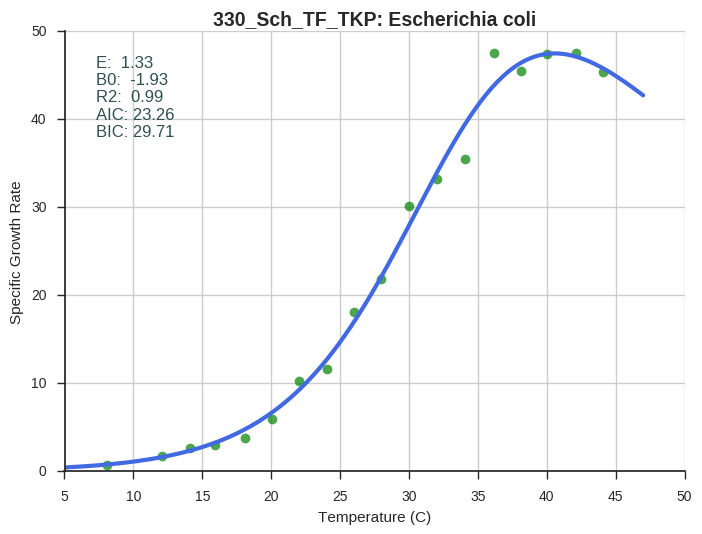 330_Sch_TF_TKP: Escherichia coli
E:  1.33
B0:  -1.93
R2:  0.99
AIC: 23.26
BIC: 29.71
50
40
30
20
10
0
Specific Growth Rate
5 10 15 20 25 30 35 40 45 50
Temperature (C)